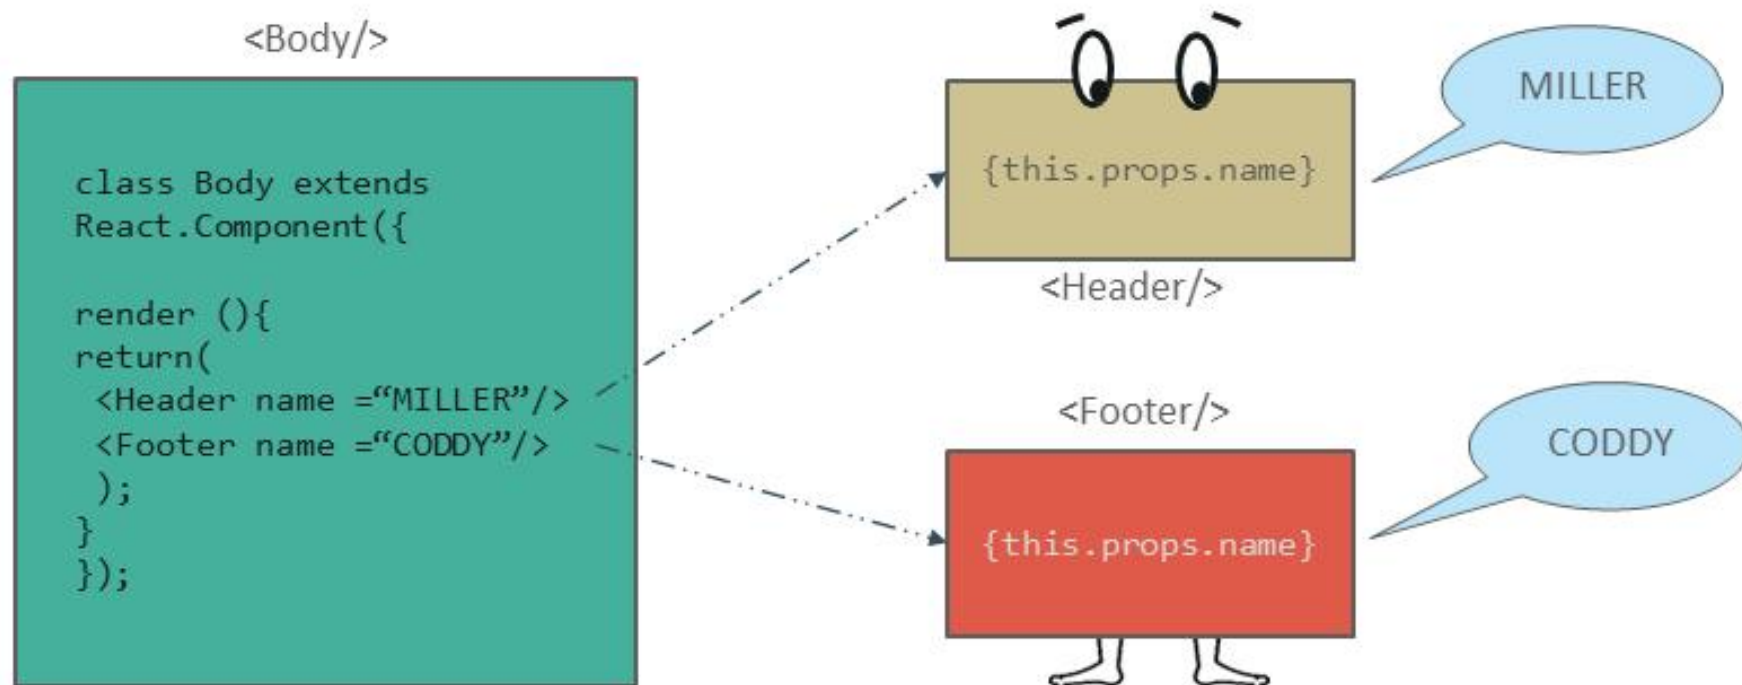 <Body/>
class Body extends
React.Component({
render (){
return(
<Header name =“MILLER”/>
<Footer name =“CODDY”/>
);
}
});
{this.props.name}
<Header/>
MILLER
<Footer/>
{this.props.name}
CODDY